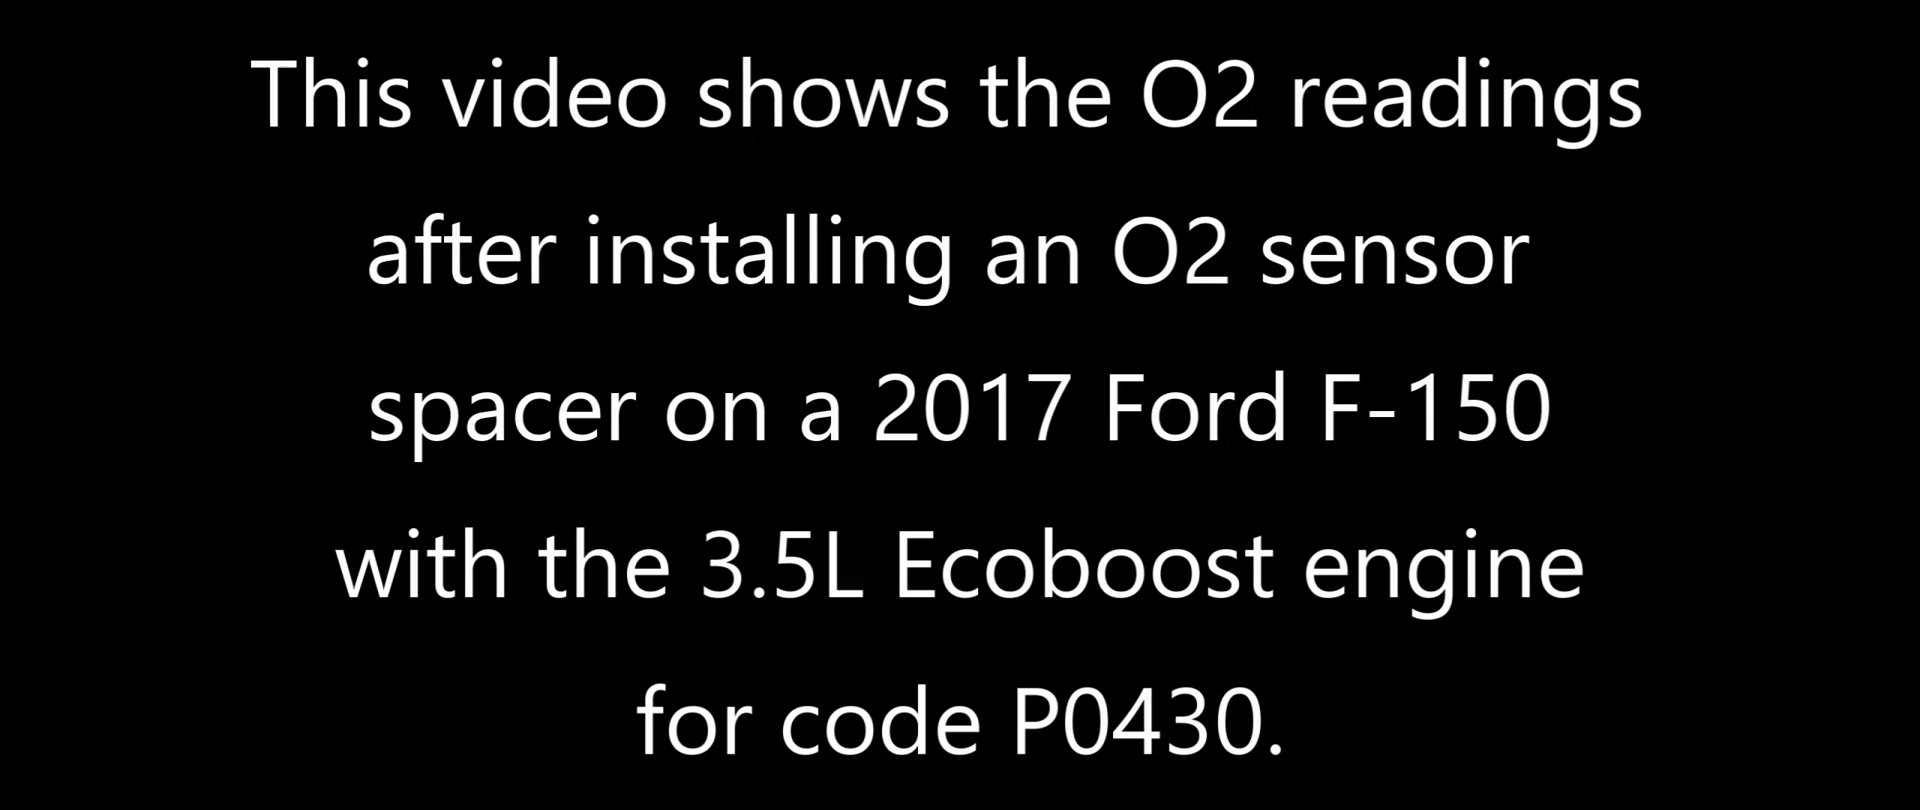 This video shows the O2 readings
after installing an O2 sensor
spacer on a 2017 Ford F-150
with the 3.5L Ecoboost engine
for code P0430.